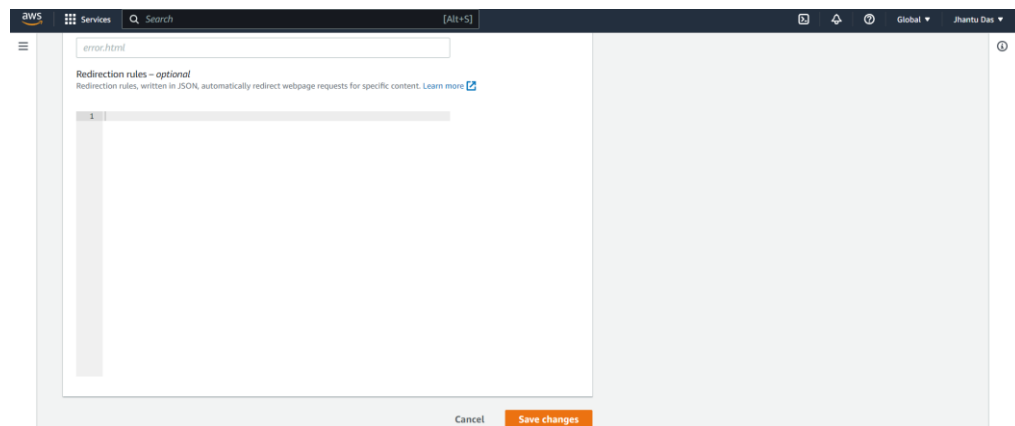 aws Services Search [Alt+S] Global Jhantu Das
error.html
Redirection rules – optional
Redirection rules, written in JSON, automatically redirect webpage requests for specific content. Learn more
1
Cancel Save changes